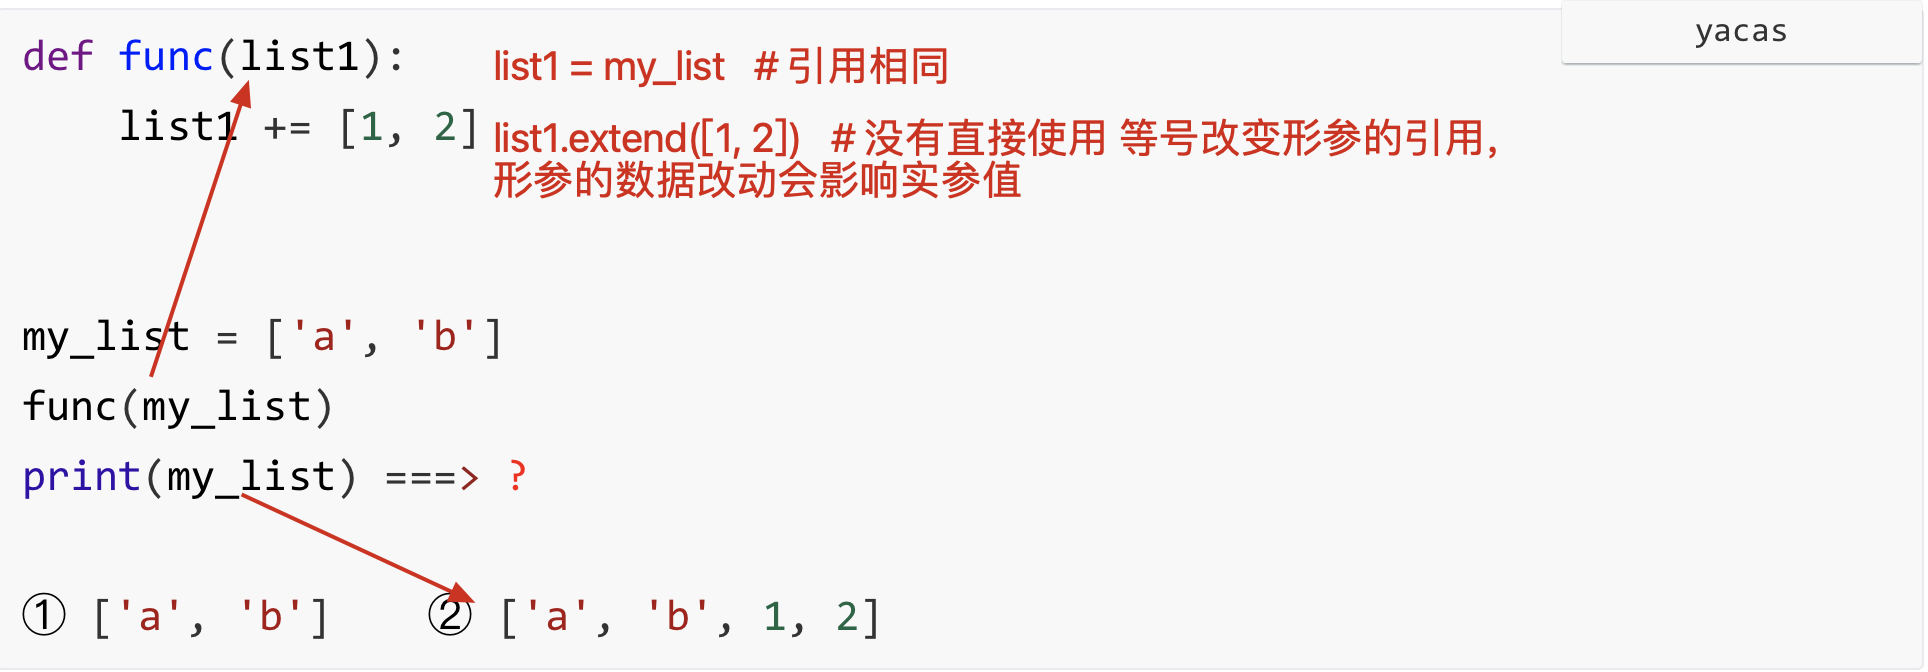 yacas
def func(list1):
list1 = my_list # 引用相同
list1 += [1, 2]
list1.extend([1, 2]) # 没有直接使用 等号改变形参的引用，
形参的数据改动会影响实参值
my_list = ['a', 'b']
func(my_list)
print(my_list) ===> ?
① ['a', 'b'] ② ['a', 'b', 1, 2]